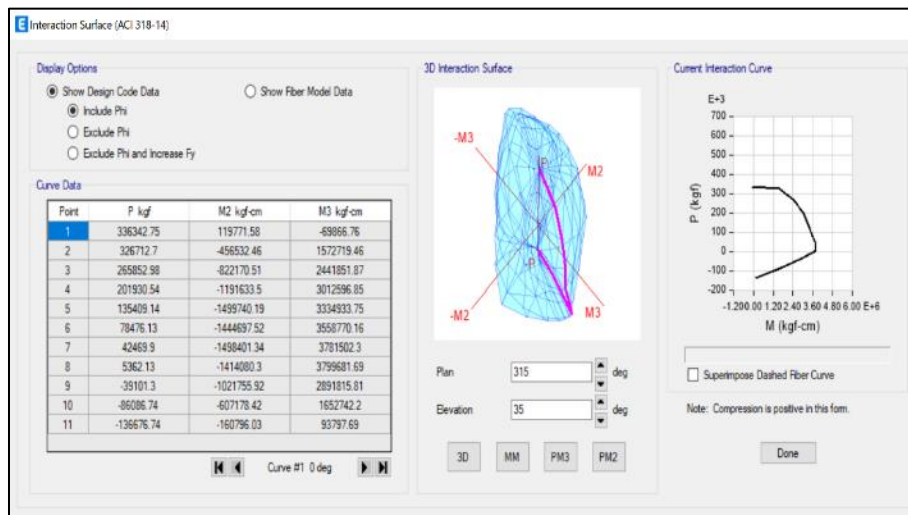 E Interaction Surface (ACI 318-14)
Display Options
Show Design Code Data Show Fiber Model Data
Include Phi
Exclude Phi
Exclude Phi and Increase Fy
Curve Data
Point P kgf M2 kgf-cm M3 kgf-cm
1 336342.75 119771.58 -69866.76
2 326712.7 -456532.46 1572719.46
3 265852.98 -822170.51 2441851.87
4 201930.54 -1191633.5 3012596.85
5 135409.14 -1499740.19 3334933.75
6 78476.13 -1444697.52 3558770.16
7 42469.9 -1498401.34 3781502.3
8 5362.13 -1414080.3 3799681.69
9 -39101.3 -1021755.92 2891815.81
10 -86086.74 -607178.42 1652742.2
11 -136676.74 -160796.03 93797.69
Curve #1 0 deg
3D Interaction Surface
-M3
P
M2
-P
-M2
M3
Plan 315 deg
Elevation 35 deg
3D MM PM3 PM2
Current Interaction Curve
E+3
700
600
500
400
300
200
100
0
-100
-200
P (kgf)
-1.200.00 1.20 2.40 3.60 4.80 6.00 E+6
M (kgf-cm)
Superimpose Dashed Fiber Curve
Note: Compression is positive in this form.
Done